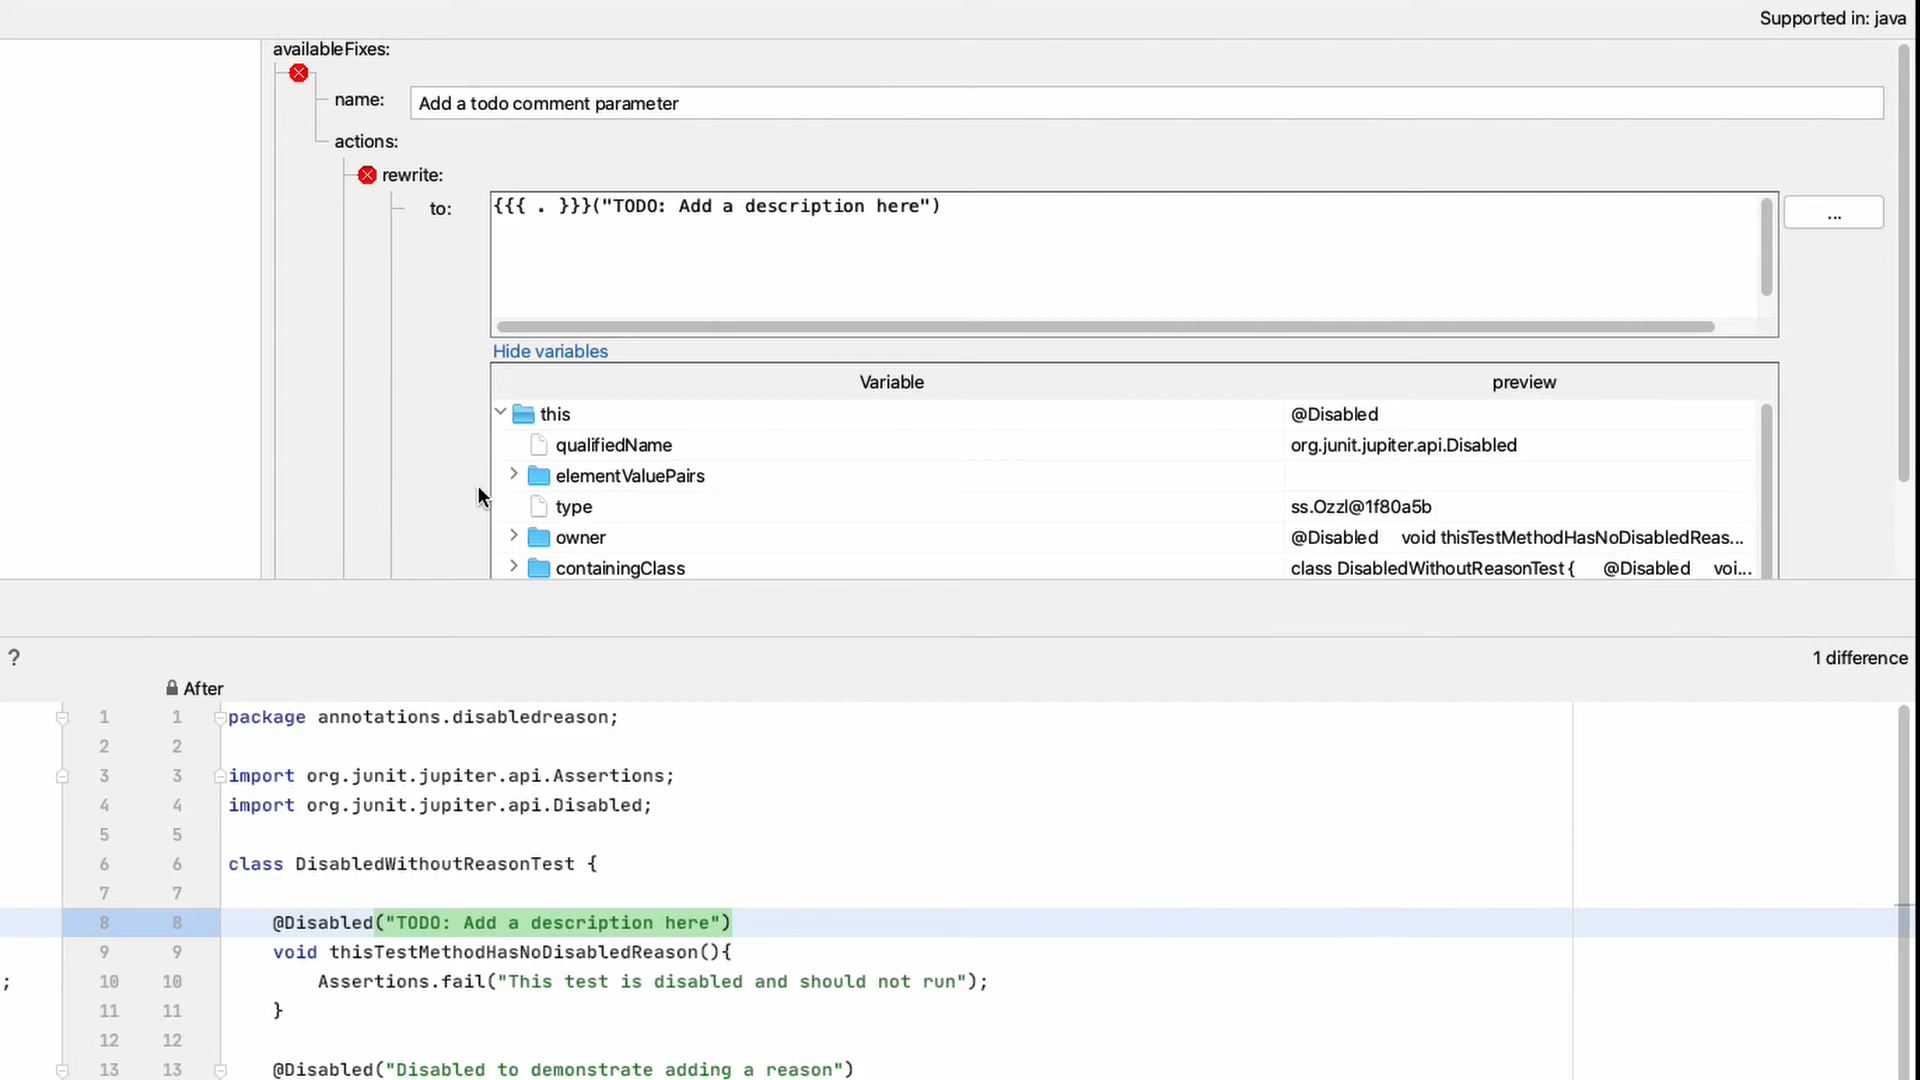 Supported in: java
availableFixes:
name: Add a todo comment parameter
actions:
rewrite:
to: {{{ . }}}("TODO: Add a description here")
...
Hide variables
Variable preview
this @Disabled
qualifiedName org.junit.jupiter.api.Disabled
elementValuePairs
type ss.Ozzl@1f80a5b
owner @Disabled void thisTestMethodHasNoDisabledReas...
containingClass class DisabledWithoutReasonTest { @Disabled voi...
? 1 difference
After
1 1 package annotations.disabledreason;
2 2
3 3 import org.junit.jupiter.api.Assertions;
4 4 import org.junit.jupiter.api.Disabled;
5 5
6 6 class DisabledWithoutReasonTest {
7 7
8 8 @Disabled("TODO: Add a description here")
9 9 void thisTestMethodHasNoDisabledReason(){
; 10 10 Assertions.fail("This test is disabled and should not run");
11 11 }
12 12
13 13 @Disabled("Disabled to demonstrate adding a reason")